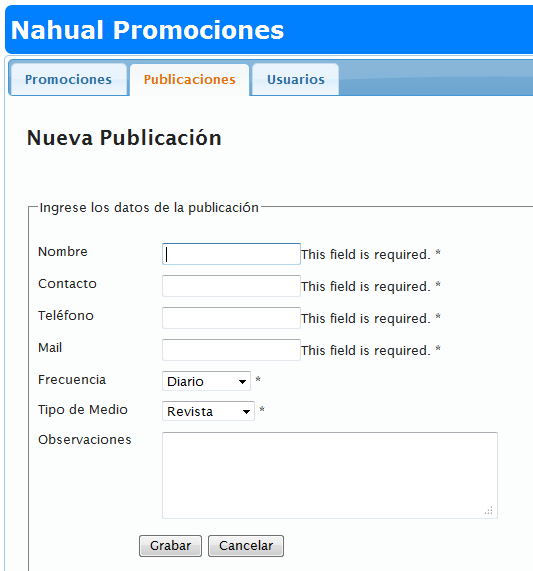 Nahual Promociones
Promociones Publicaciones Usuarios
Nueva Publicación
Ingrese los datos de la publicación
Nombre This field is required. *
Contacto This field is required. *
Teléfono This field is required. *
Mail This field is required. *
Frecuencia Diario *
Tipo de Medio Revista *
Observaciones
Grabar Cancelar